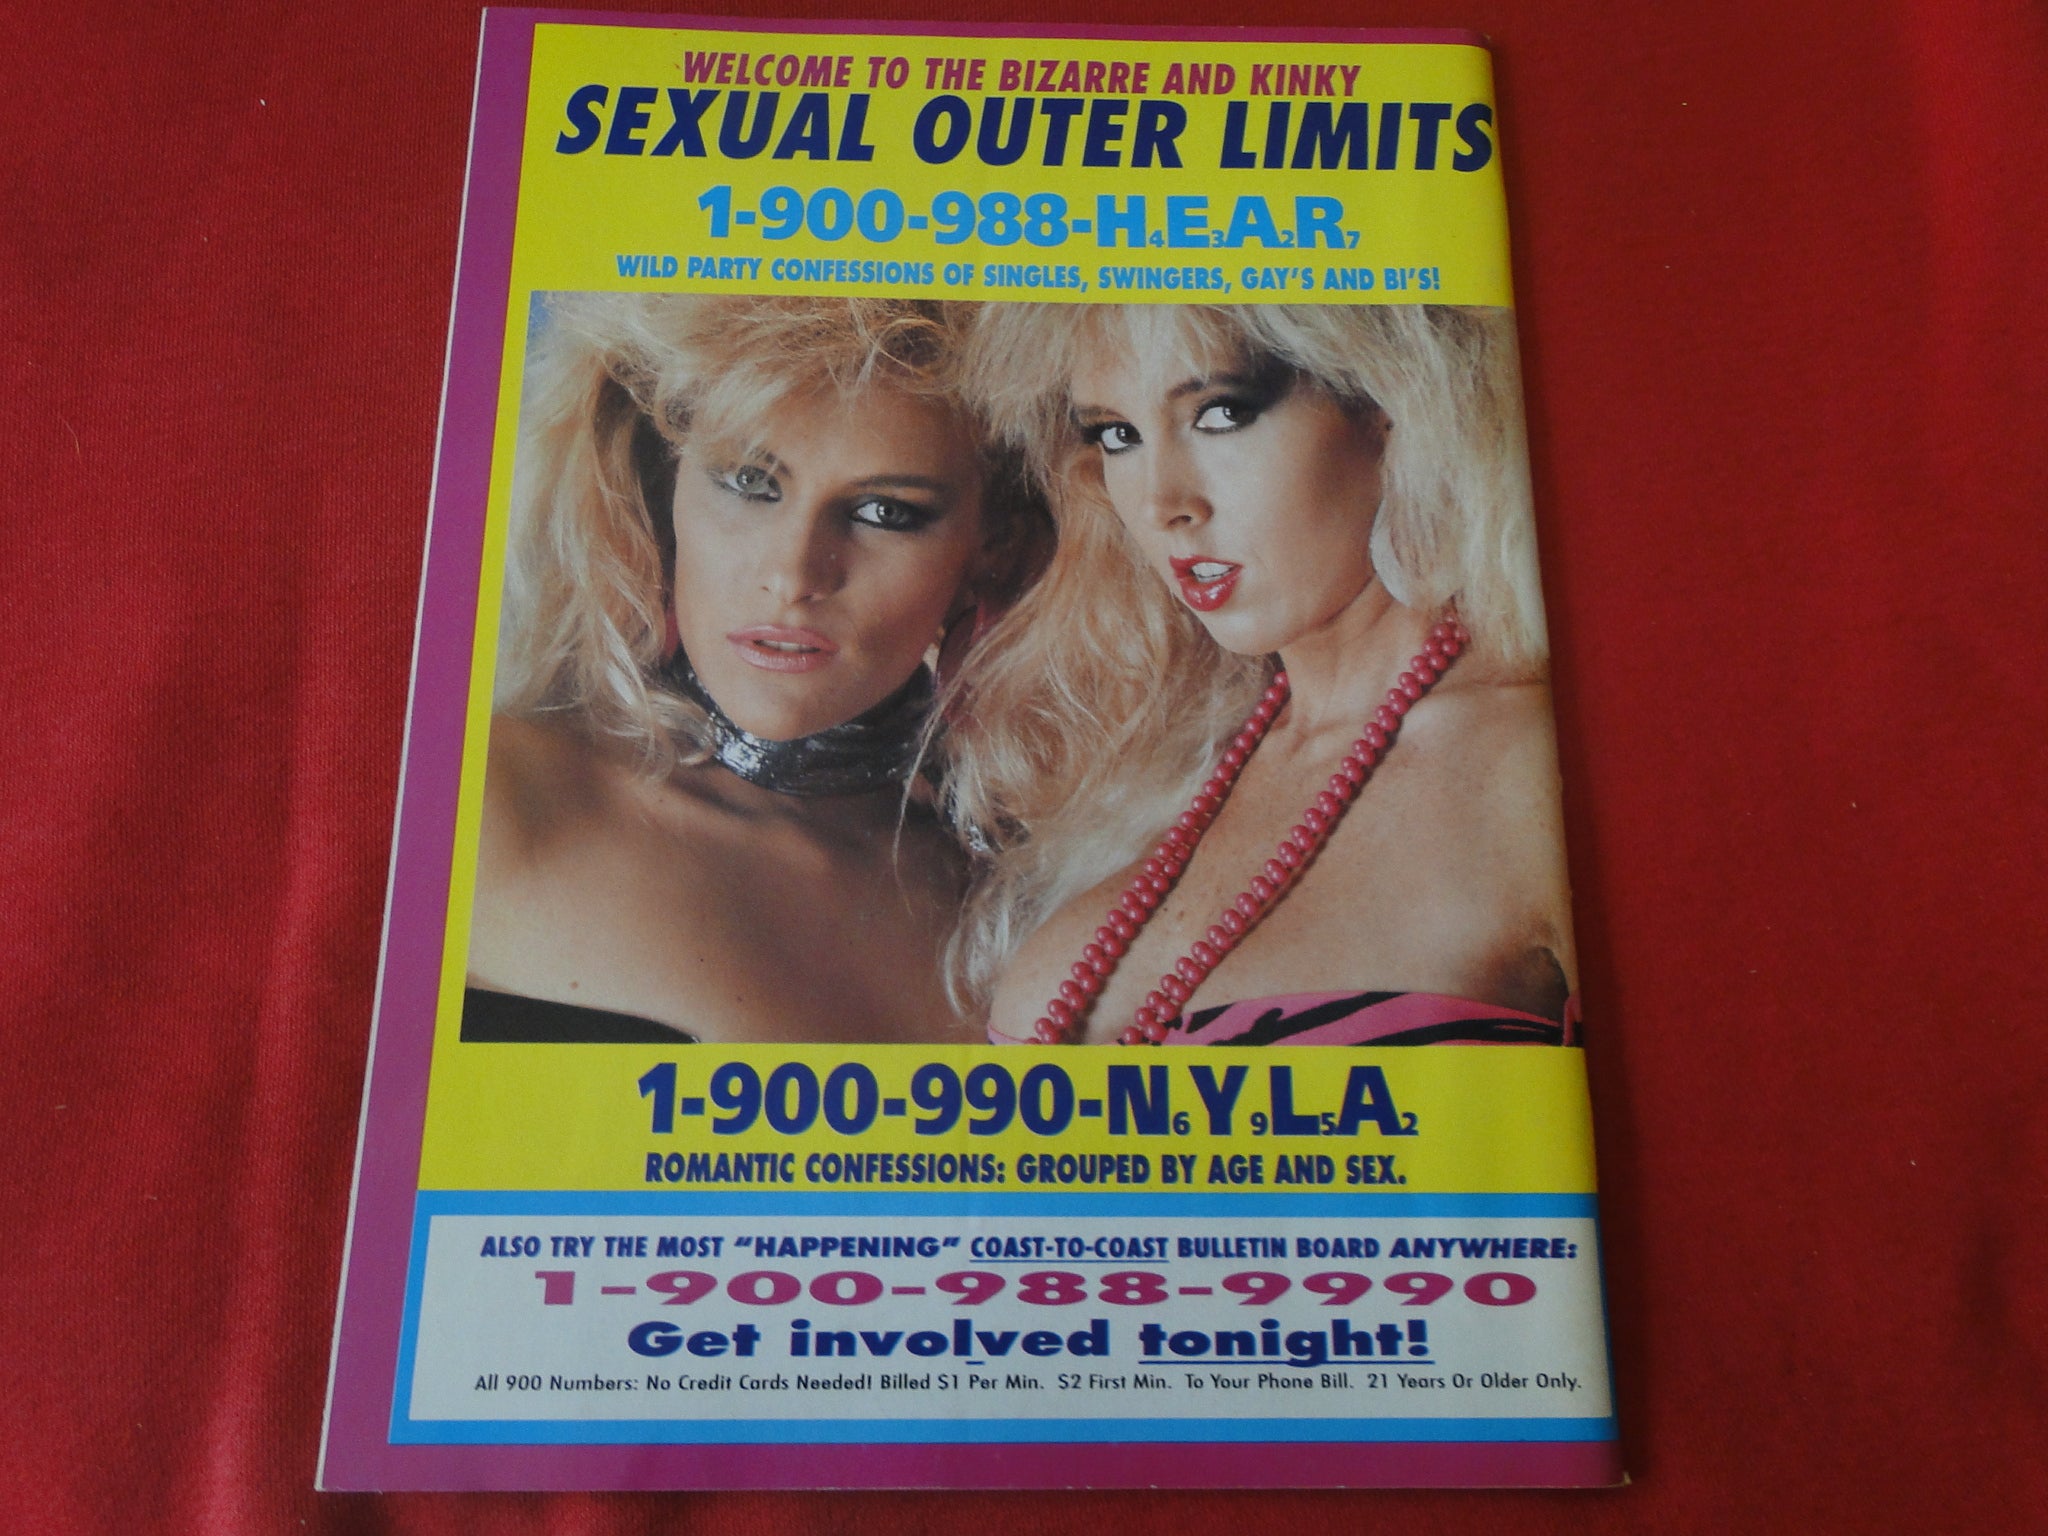 WELCOME TO THE BIZARRE AND KINKY
SEXUAL OUTER LIMITS
1-900-988-H4E3A2R7
WILD PARTY CONFESSIONS OF SINGLES, SWINGERS, GAY'S AND BI'S!
1-900-990-N6Y9L5A2
ROMANTIC CONFESSIONS: GROUPED BY AGE AND SEX.
ALSO TRY THE MOST "HAPPENING" COAST-TO-COAST BULLETIN BOARD ANYWHERE:
1-900-988-9990
Get involved tonight!
All 900 Numbers: No Credit Cards Needed! Billed $1 Per Min. $2 First Min. To Your Phone Bill. 21 Years Or Older Only.